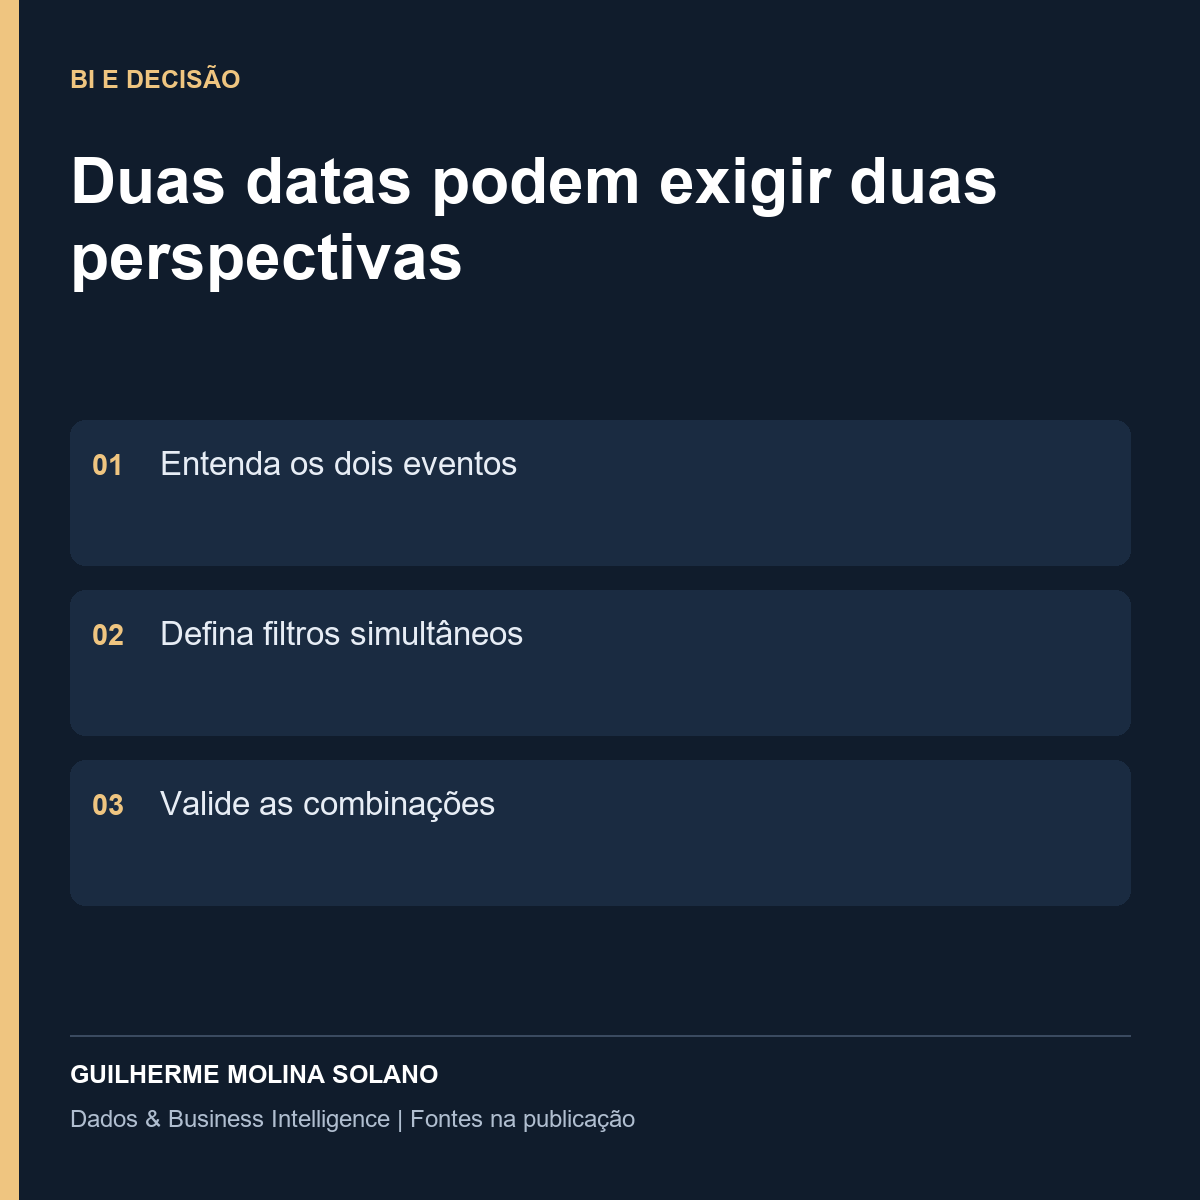 BI E DECISÃO
Duas datas podem exigir duas
perspectivas
01 Entenda os dois eventos
02 Defina filtros simultâneos
03 Valide as combinações
GUILHERME MOLINA SOLANO
Dados & Business Intelligence | Fontes na publicação